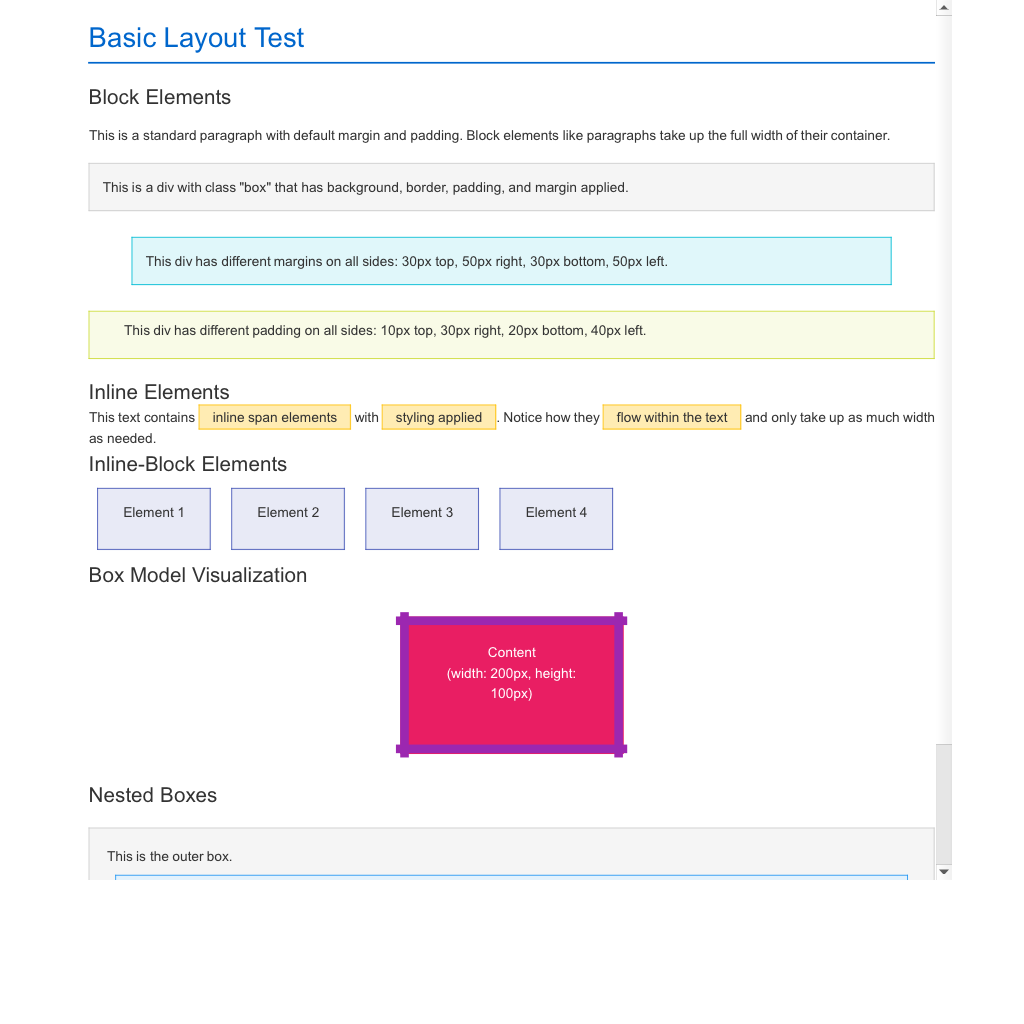 Basic Layout Test
Block Elements
This is a standard paragraph with default margin and padding. Block elements like paragraphs take up the full width of their container.
This is a div with class "box" that has background, border, padding, and margin applied.
This div has different margins on all sides: 30px top, 50px right, 30px bottom, 50px left.
This div has different padding on all sides: 10px top, 30px right, 20px bottom, 40px left.
Inline Elements
This text contains inline span elements with styling applied. Notice how they flow within the text and only take up as much width
as needed.
Inline-Block Elements
Element 1 Element 2 Element 3 Element 4
Box Model Visualization
Content
(width: 200px, height:
100px)
Nested Boxes
This is the outer box.